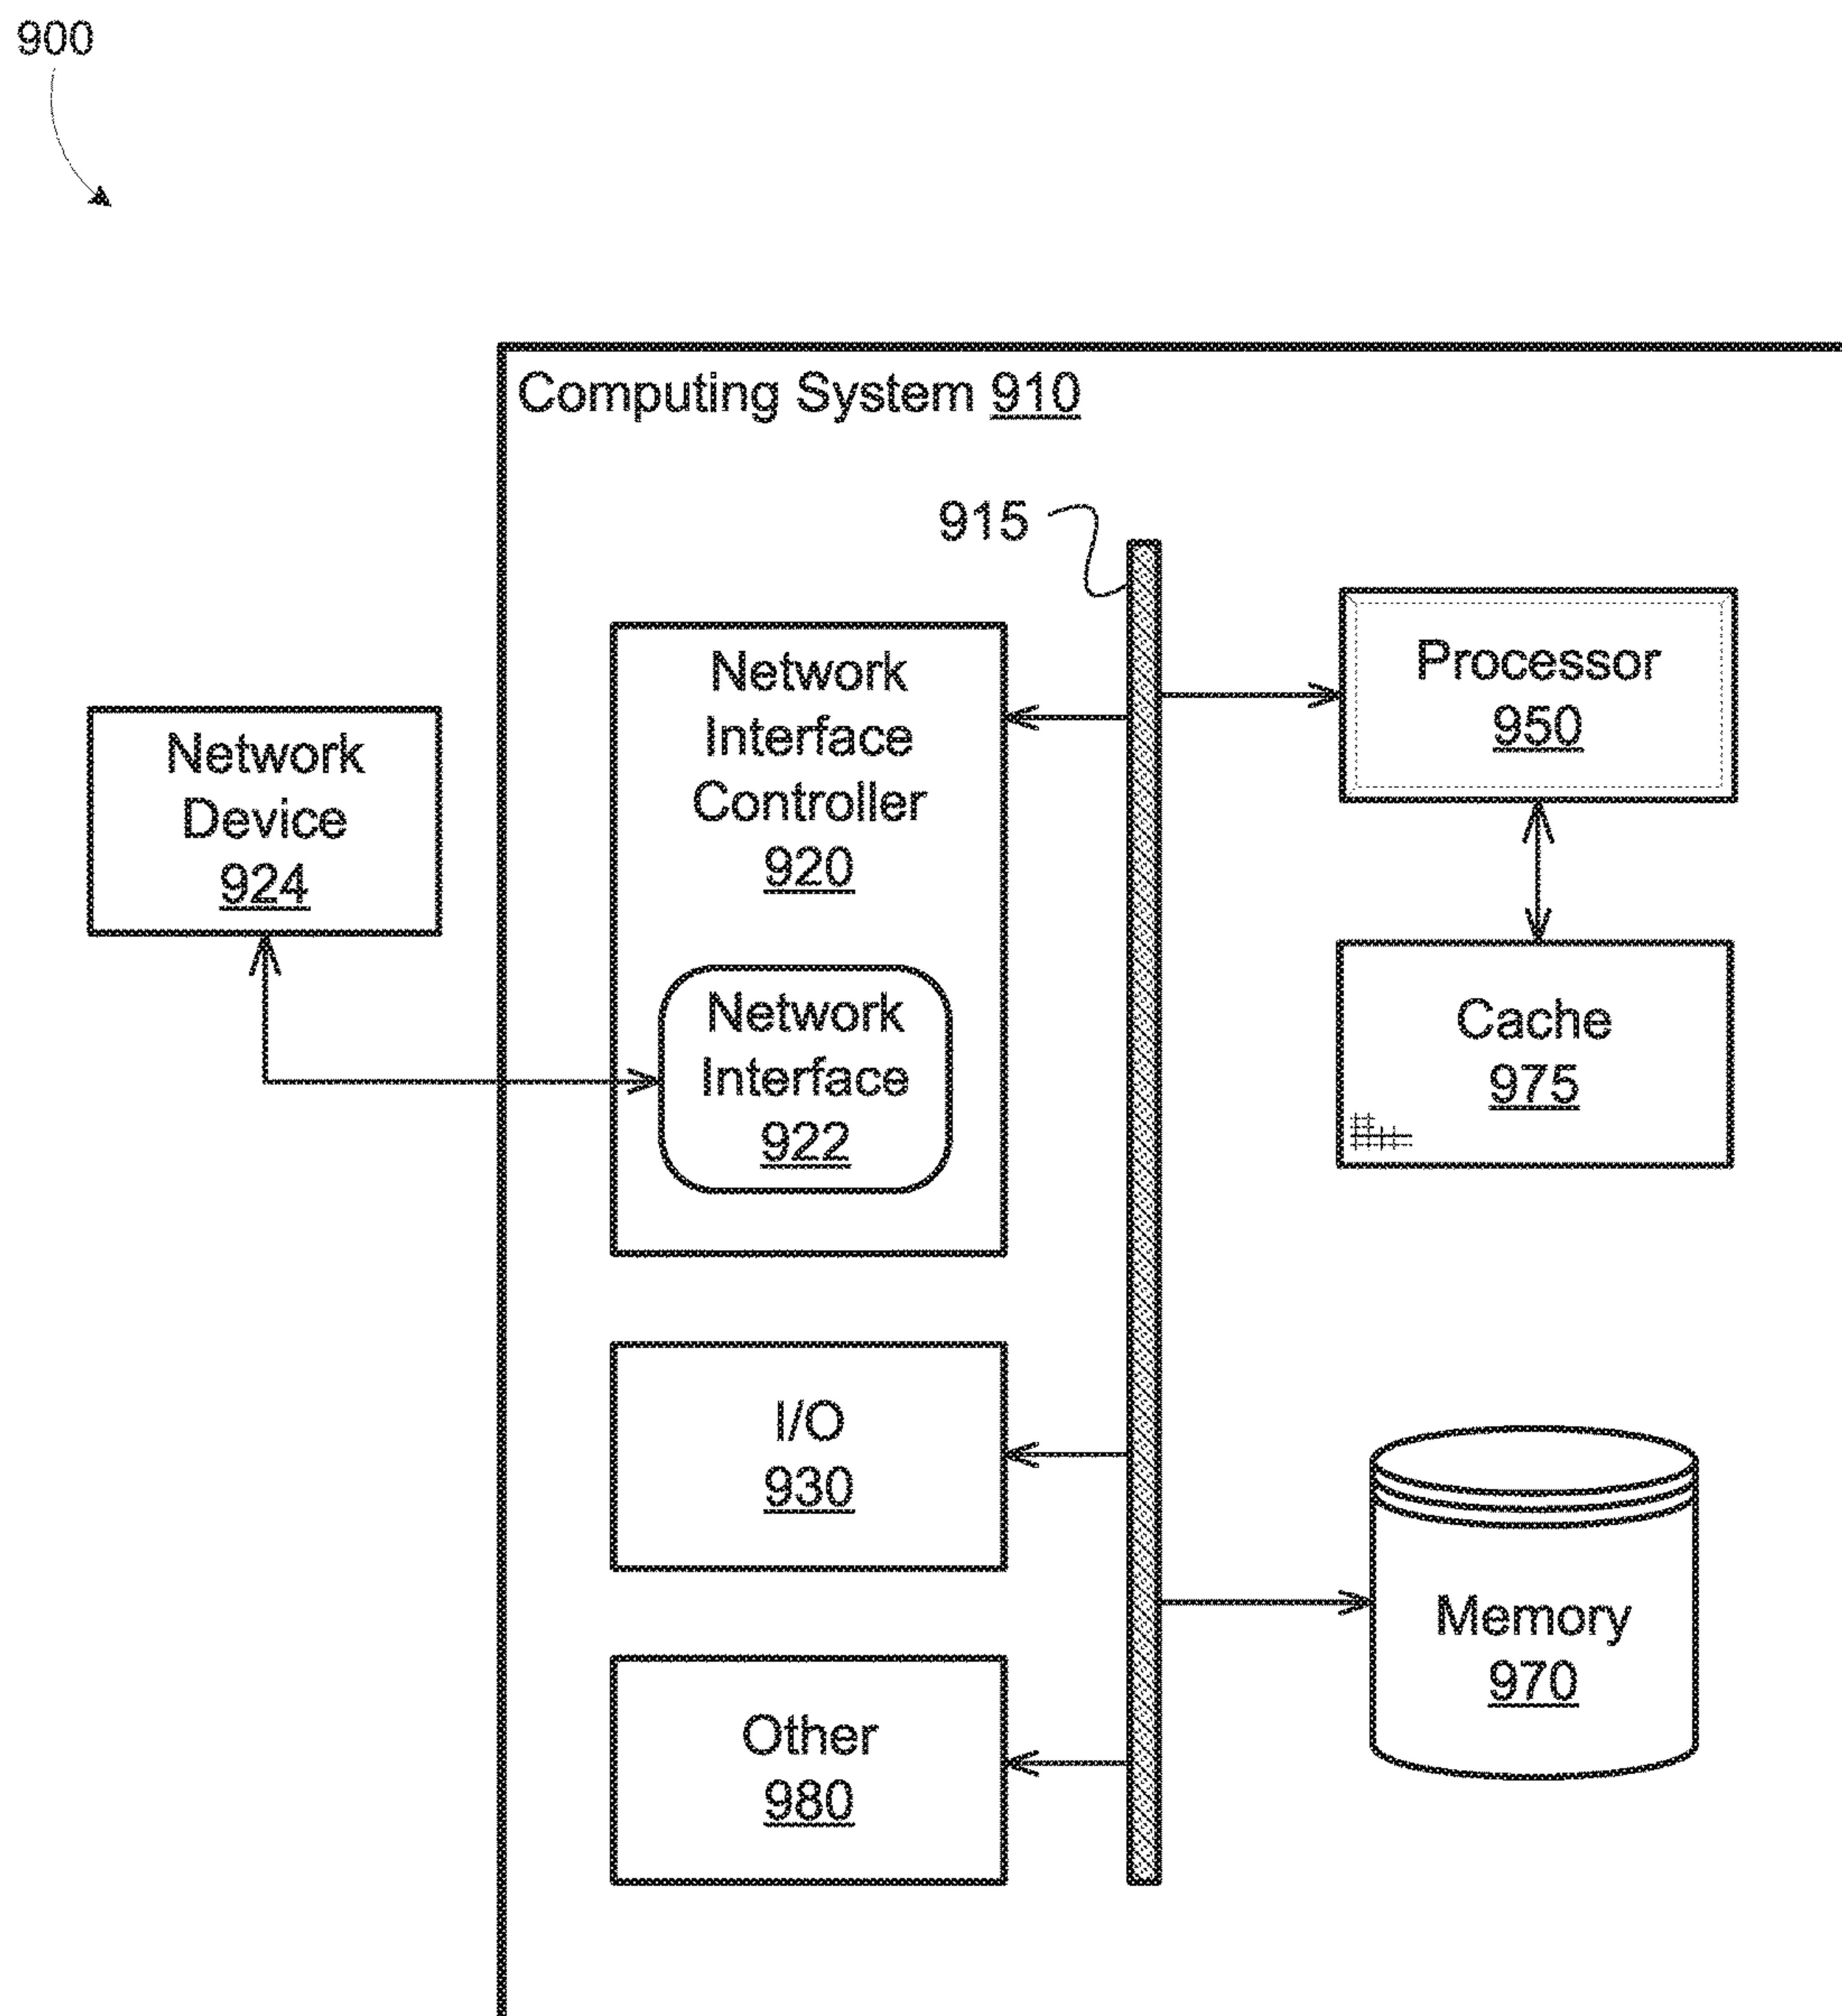 900
Computing System 910
915
Network
Interface
Controller
920
Processor
950
Network
Device
924
Network
Interface
922
Cache
975
I/O
930
Memory
970
Other
980